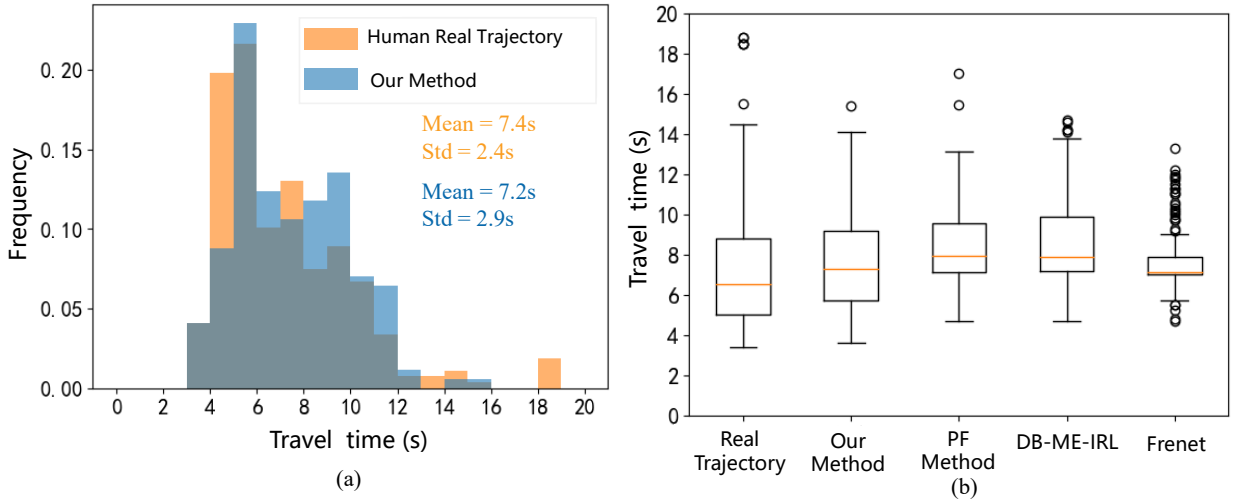 Human Real Trajectory
Our Method
Mean = 7.4s
Std = 2.4s
Mean = 7.2s
Std = 2.9s
Frequency
0.20
0.15
0.10
0.05
0.00
0 2 4 6 8 10 12 14 16 18 20
Travel time (s)
(a)
Travel time (s)
20
18
16
14
12
10
8
6
4
2
0
Real Trajectory
Our Method
PF Method
DB-ME-IRL
Frenet
(b)